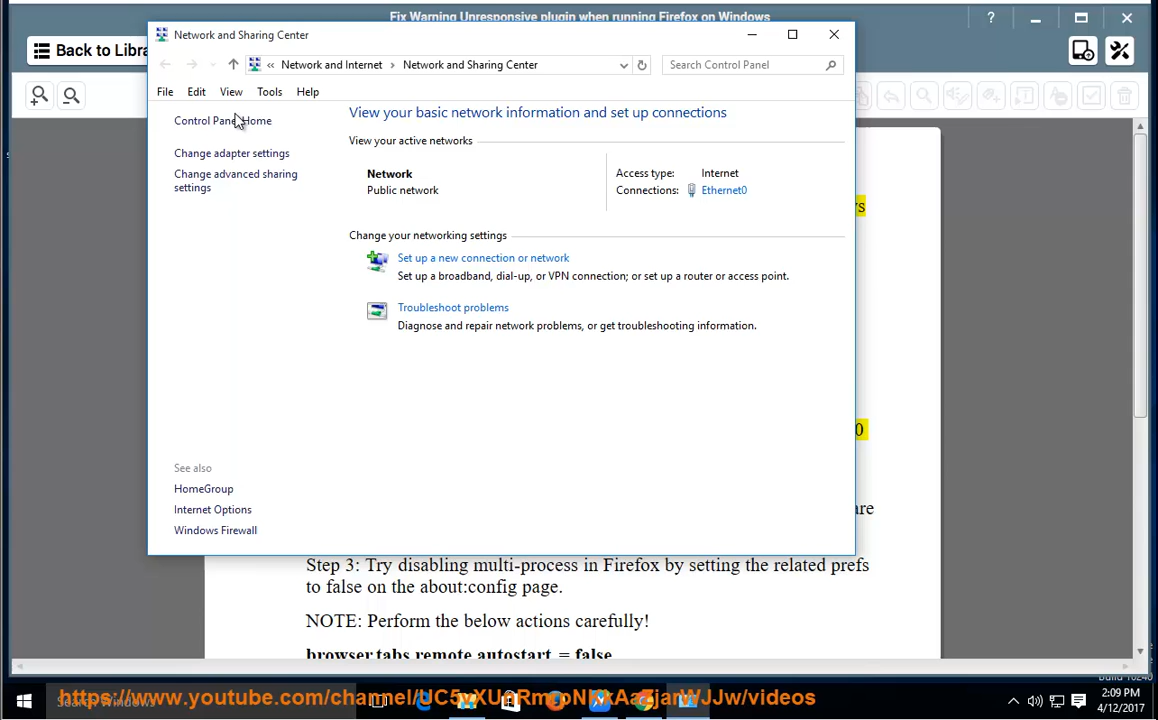 Fix Warning Unresponsive plugin when running Firefox on Windows
Back to Libra
Network and Sharing Center
« Network and Internet › Network and Sharing Center
Search Control Panel
File Edit View Tools Help
Control Panel Home
Change adapter settings
Change advanced sharing
settings
See also
HomeGroup
Internet Options
Windows Firewall
View your basic network information and set up connections
View your active networks
Network
Public network
Access type: Internet
Connections: Ethernet0
Change your networking settings
Set up a new connection or network
Set up a broadband, dial-up, or VPN connection; or set up a router or access point.
Troubleshoot problems
Diagnose and repair network problems, or get troubleshooting information.
ys
0
are
Step 3: Try disabling multi-process in Firefox by setting the related prefs
to false on the about:config page.
NOTE: Perform the below actions carefully!
browser.tabs.remote.autostart = false
Search Windows
2:09 PM
4/12/2017